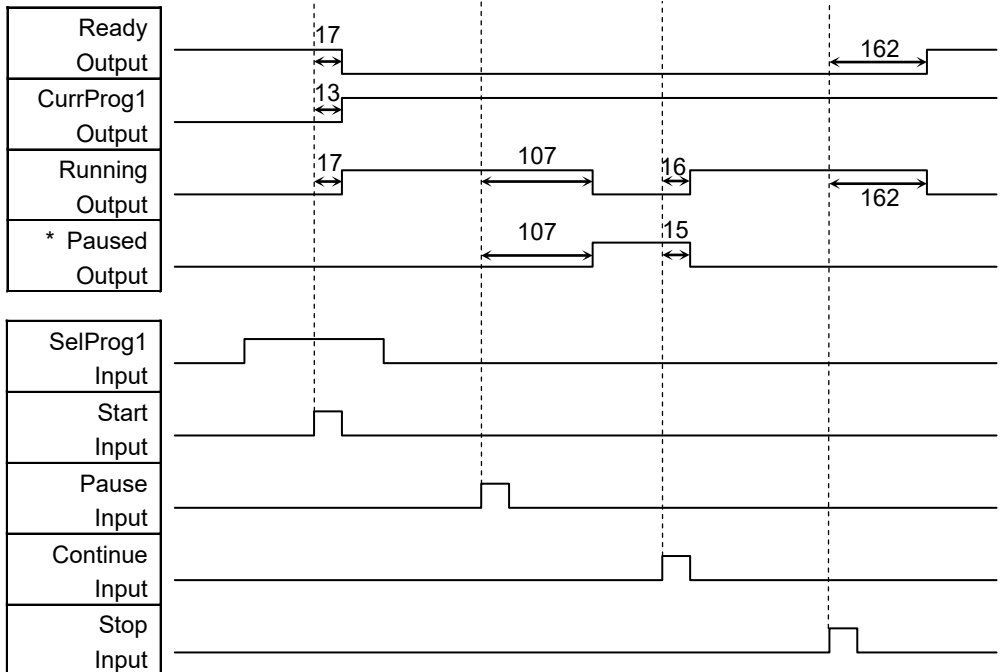 Ready
Output
17
162
CurrProg1
Output
13
Running
Output
17
107
16
162
* Paused
Output
107
15
SelProg1
Input
Start
Input
Pause
Input
Continue
Input
Stop
Input